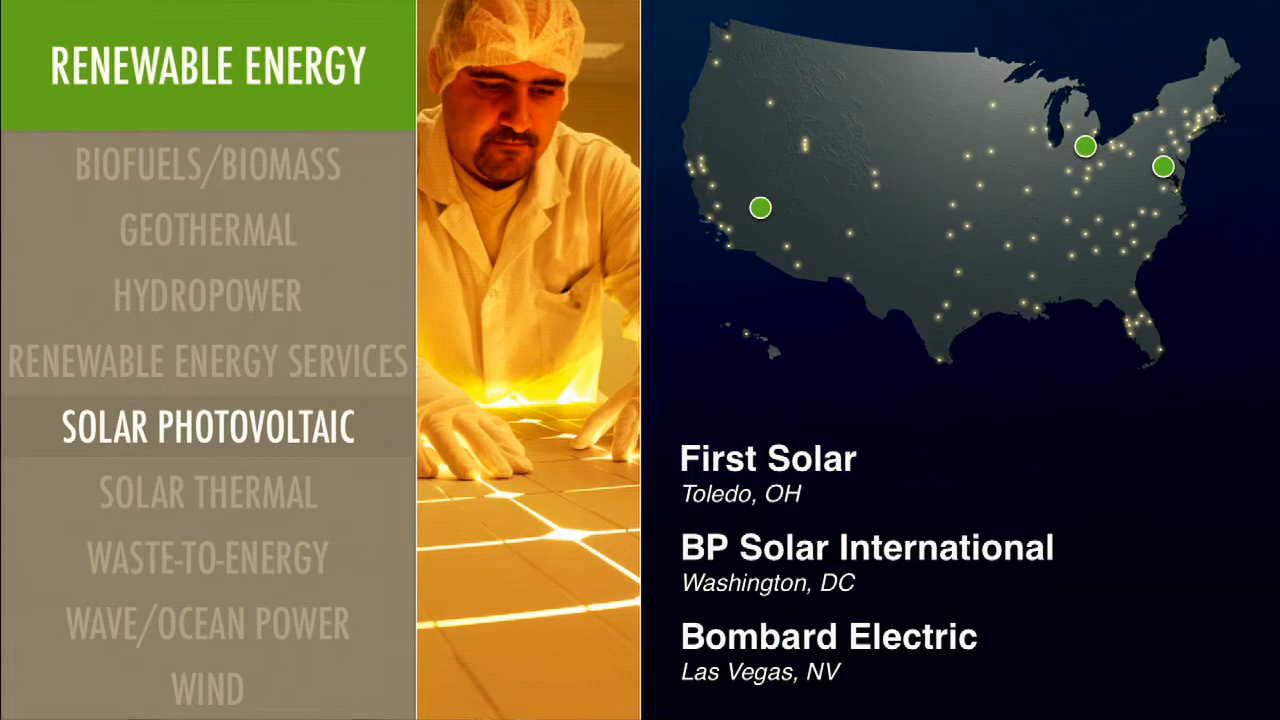 RENEWABLE ENERGY
BIOFUELS/BIOMASS
GEOTHERMAL
HYDROPOWER
RENEWABLE ENERGY SERVICES
SOLAR PHOTOVOLTAIC
SOLAR THERMAL
WASTE-TO-ENERGY
WAVE/OCEAN POWER
WIND
First Solar
Toledo, OH
BP Solar International
Washington, DC
Bombard Electric
Las Vegas, NV